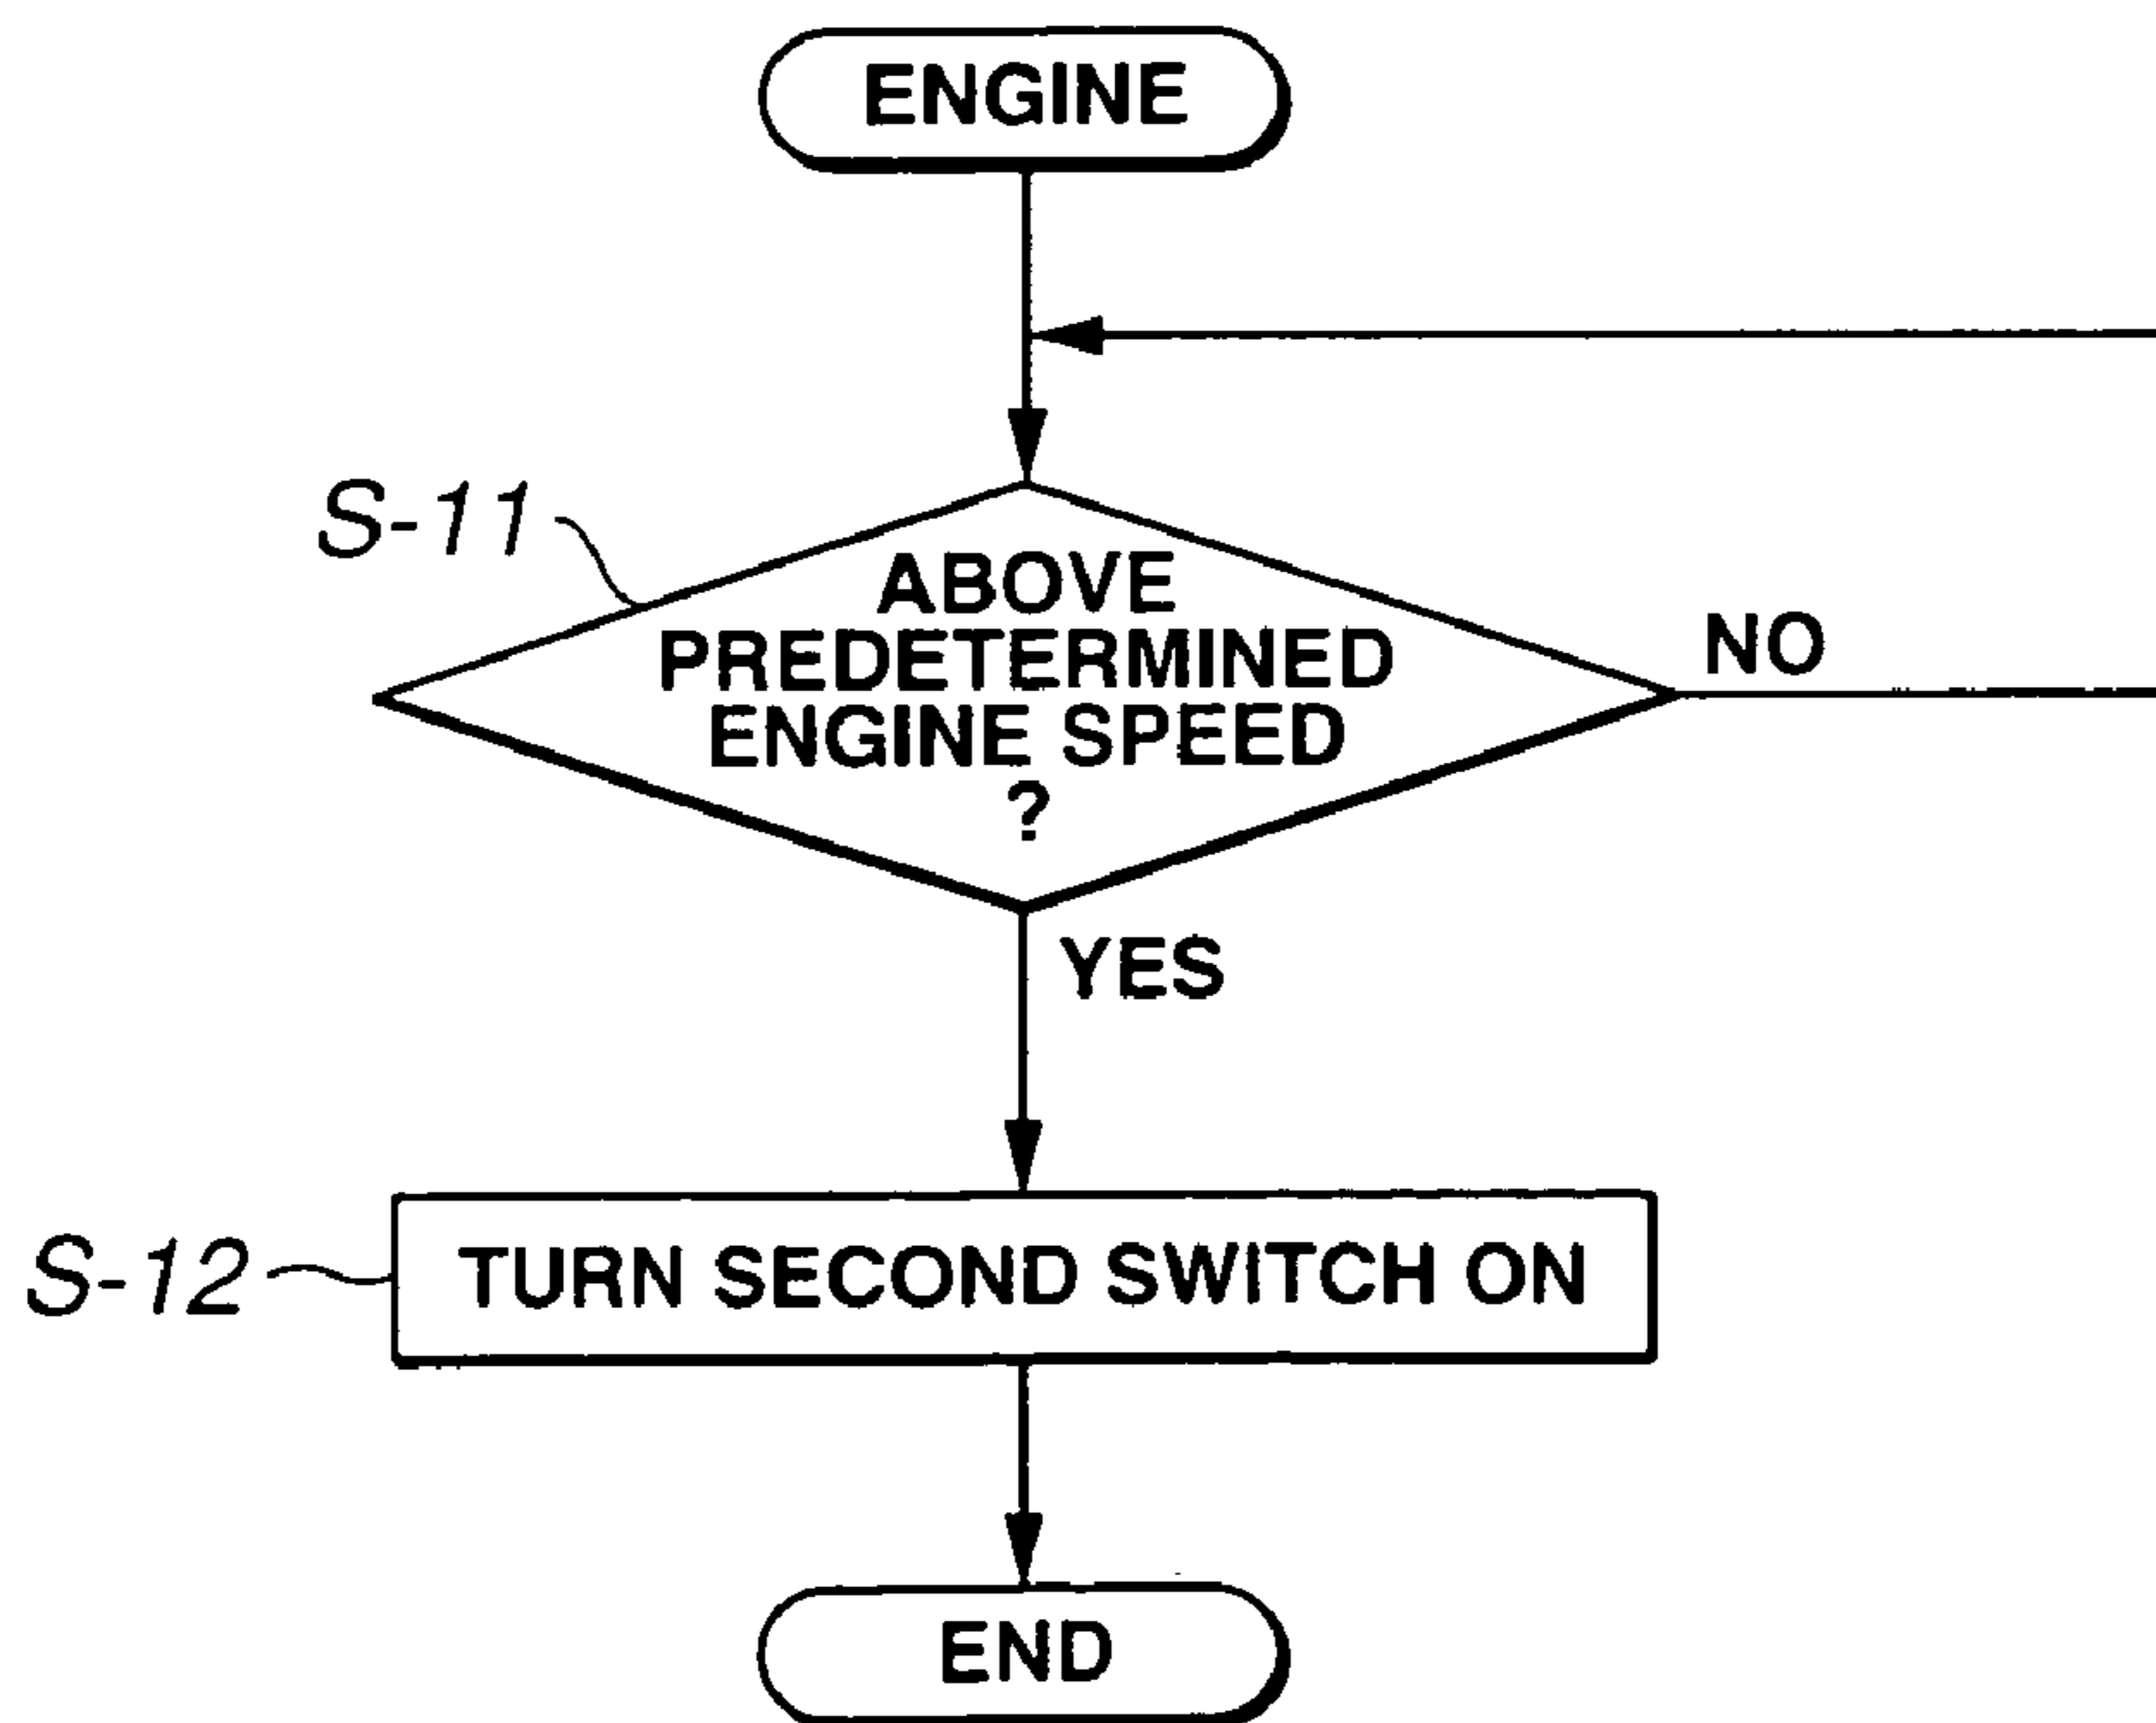 ENGINE
S-11
ABOVE
PREDETERMINED
ENGINE SPEED
?
NO
YES
S-12
TURN SECOND SWITCH ON
END